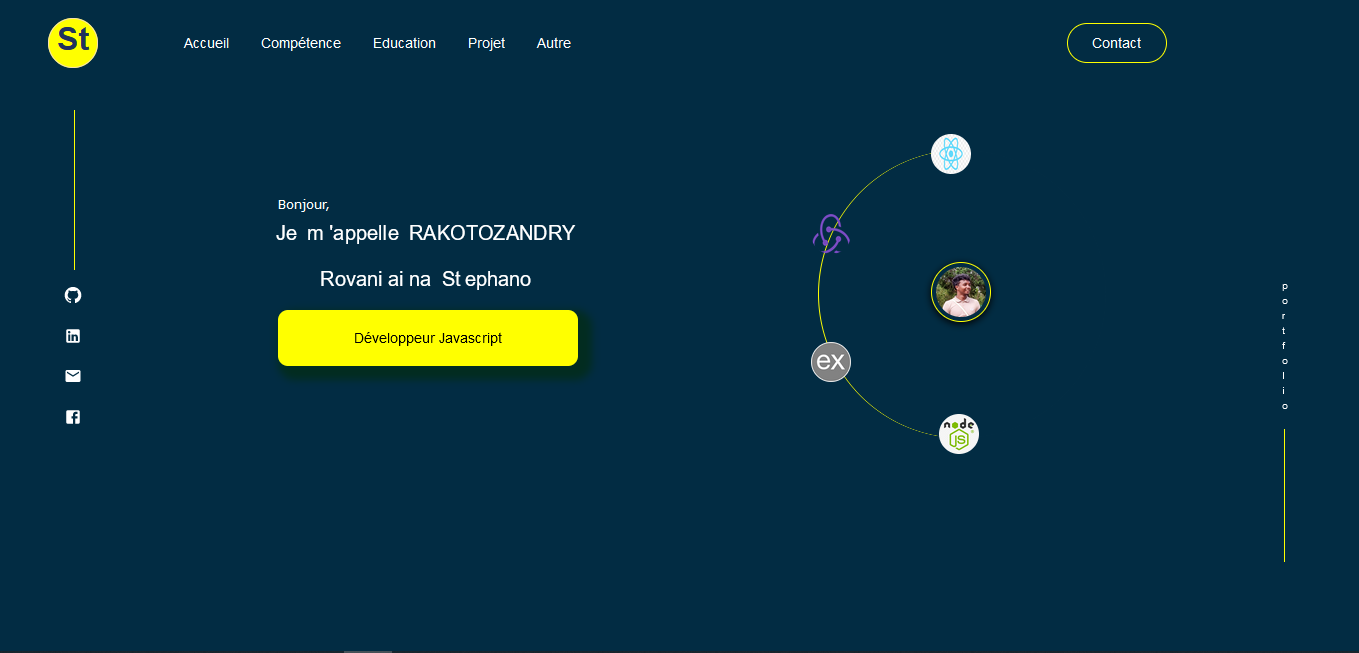 St
Accueil Compétence Education Projet Autre
Contact
Bonjour,
Je m 'appelle RAKOTOZANDRY
Rovani ai na St ephano
Développeur Javascript
ex
node
JS
portfolio